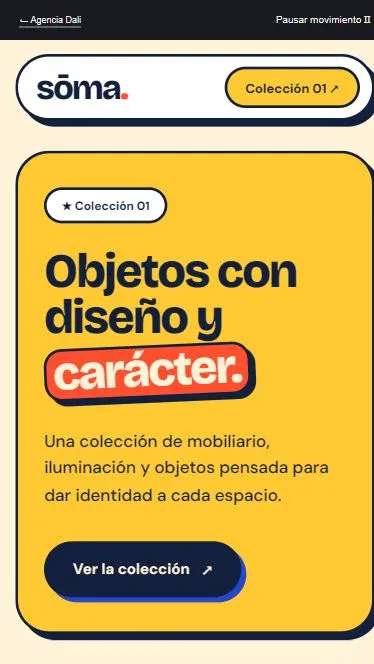 ← Agencia Dalí
Pausar movimiento II
sōma.
Colección 01 ↗
★ Colección 01
Objetos con
diseño y
carácter.
Una colección de mobiliario,
iluminación y objetos pensada para
dar identidad a cada espacio.
Ver la colección ↗